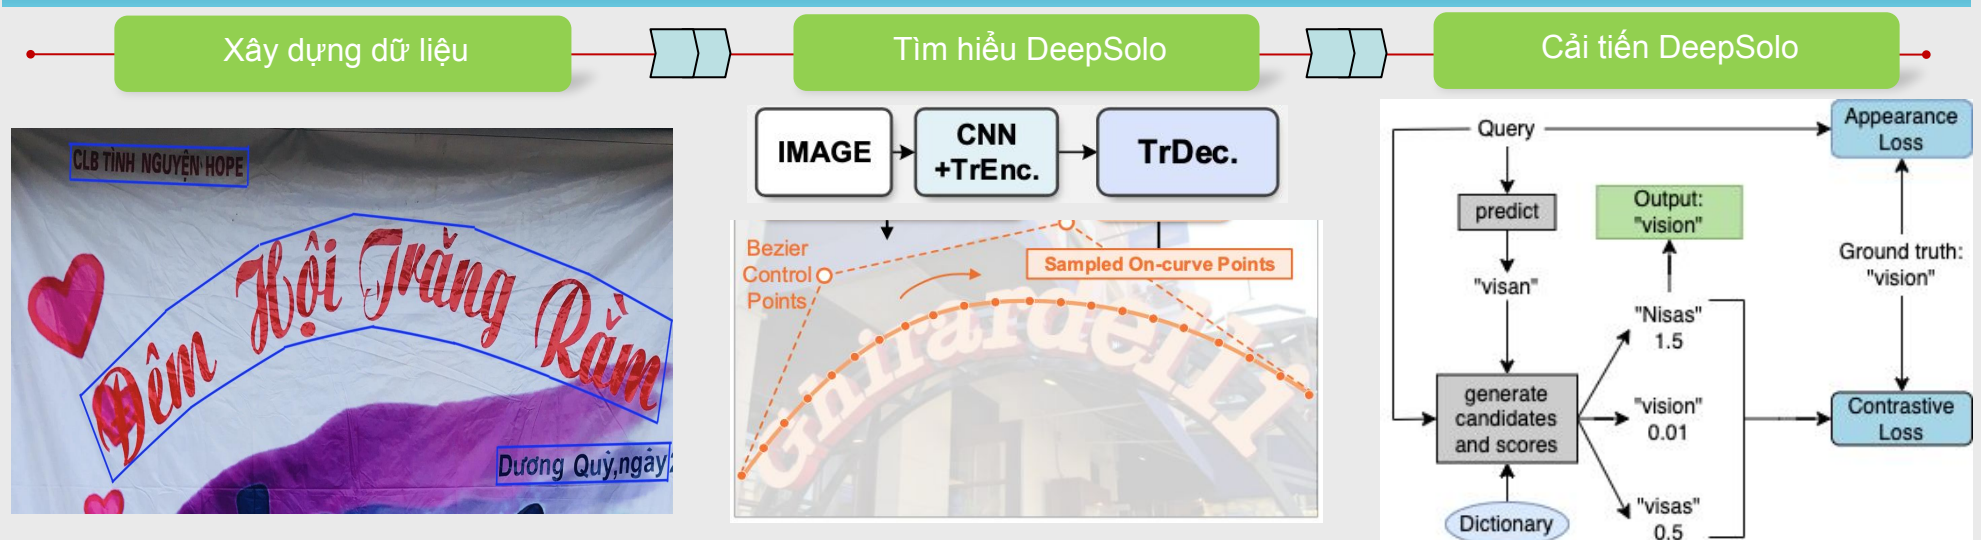 Xây dựng dữ liệu
Tìm hiểu DeepSolo
Cải tiến DeepSolo
CLB TÌNH NGUYỆN HOPE
Đêm Hội Trăng Rằm
Dương Quỳ,ngày
IMAGE
CNN
+TrEnc.
TrDec.
Bezier
Control
Points
Sampled On-curve Points
Ghirardelli
Query
Appearance
Loss
predict
Output:
"vision"
Ground truth:
"vision"
"visan"
"Nisas"
1.5
generate
candidates
and scores
"vision"
0.01
Contrastive
Loss
"visas"
0.5
Dictionary